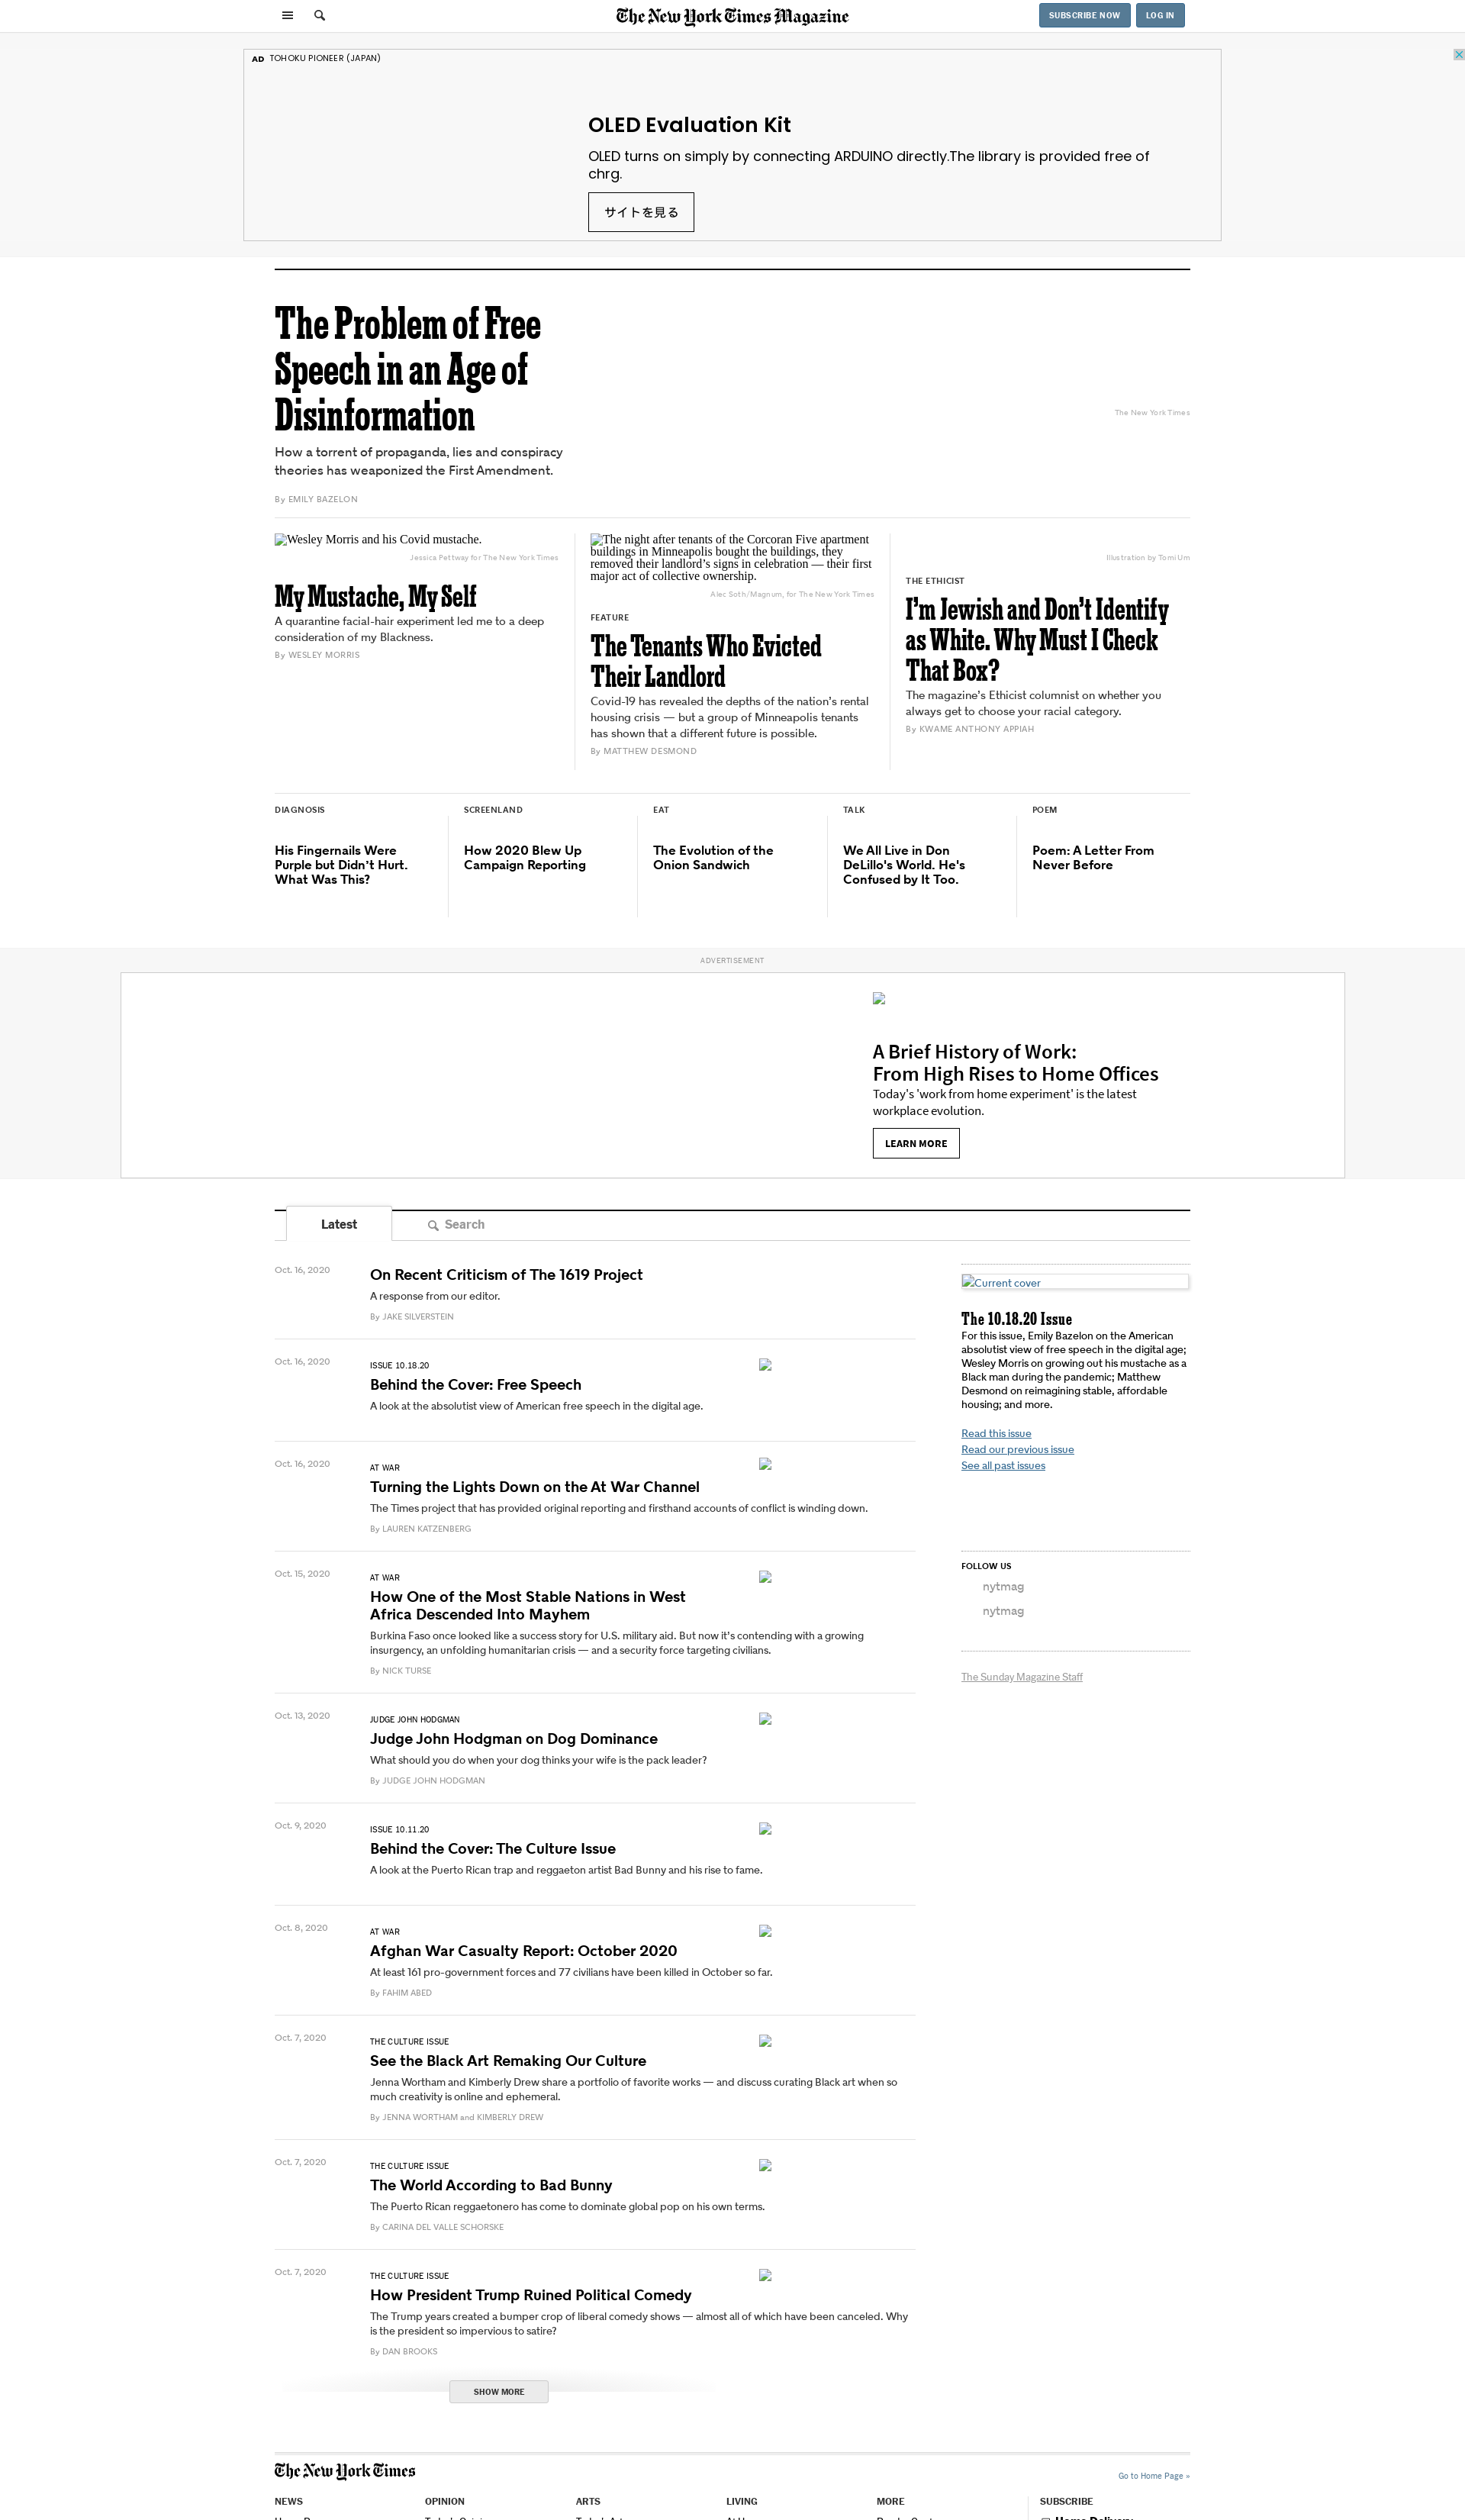 The New York Times Magazine
SUBSCRIBE NOW
LOG IN
AD TOHOKU PIONEER (JAPAN)
OLED Evaluation Kit
OLED turns on simply by connecting ARDUINO directly.The library is provided free of
chrg.
サイトを見る
The Problem of Free
Speech in an Age of
Disinformation
How a torrent of propaganda, lies and conspiracy
theories has weaponized the First Amendment.
By EMILY BAZELON
The New York Times
Wesley Morris and his Covid mustache.
Jessica Pettway for The New York Times
My Mustache, My Self
A quarantine facial-hair experiment led me to a deep
consideration of my Blackness.
By WESLEY MORRIS
The night after tenants of the Corcoran Five apartment
buildings in Minneapolis bought the buildings, they
removed their landlord’s signs in celebration — their first
major act of collective ownership.
Alec Soth/Magnum, for The New York Times
FEATURE
The Tenants Who Evicted
Their Landlord
Covid-19 has revealed the depths of the nation’s rental
housing crisis — but a group of Minneapolis tenants
has shown that a different future is possible.
By MATTHEW DESMOND
Illustration by Tomi Um
THE ETHICIST
I’m Jewish and Don’t Identify
as White. Why Must I Check
That Box?
The magazine’s Ethicist columnist on whether you
always get to choose your racial category.
By KWAME ANTHONY APPIAH
DIAGNOSIS
His Fingernails Were
Purple but Didn’t Hurt.
What Was This?
SCREENLAND
How 2020 Blew Up
Campaign Reporting
EAT
The Evolution of the
Onion Sandwich
TALK
We All Live in Don
DeLillo's World. He's
Confused by It Too.
POEM
Poem: A Letter From
Never Before
ADVERTISEMENT
A Brief History of Work:
From High Rises to Home Offices
Today's 'work from home experiment' is the latest
workplace evolution.
LEARN MORE
Latest
Search
Oct. 16, 2020
On Recent Criticism of The 1619 Project
A response from our editor.
By JAKE SILVERSTEIN
Oct. 16, 2020
ISSUE 10.18.20
Behind the Cover: Free Speech
A look at the absolutist view of American free speech in the digital age.
Oct. 16, 2020
AT WAR
Turning the Lights Down on the At War Channel
The Times project that has provided original reporting and firsthand accounts of conflict is winding down.
By LAUREN KATZENBERG
Oct. 15, 2020
AT WAR
How One of the Most Stable Nations in West
Africa Descended Into Mayhem
Burkina Faso once looked like a success story for U.S. military aid. But now it’s contending with a growing
insurgency, an unfolding humanitarian crisis — and a security force targeting civilians.
By NICK TURSE
Oct. 13, 2020
JUDGE JOHN HODGMAN
Judge John Hodgman on Dog Dominance
What should you do when your dog thinks your wife is the pack leader?
By JUDGE JOHN HODGMAN
Oct. 9, 2020
ISSUE 10.11.20
Behind the Cover: The Culture Issue
A look at the Puerto Rican trap and reggaeton artist Bad Bunny and his rise to fame.
Oct. 8, 2020
AT WAR
Afghan War Casualty Report: October 2020
At least 161 pro-government forces and 77 civilians have been killed in October so far.
By FAHIM ABED
Oct. 7, 2020
THE CULTURE ISSUE
See the Black Art Remaking Our Culture
Jenna Wortham and Kimberly Drew share a portfolio of favorite works — and discuss curating Black art when so
much creativity is online and ephemeral.
By JENNA WORTHAM and KIMBERLY DREW
Oct. 7, 2020
THE CULTURE ISSUE
The World According to Bad Bunny
The Puerto Rican reggaetonero has come to dominate global pop on his own terms.
By CARINA DEL VALLE SCHORSKE
Oct. 7, 2020
THE CULTURE ISSUE
How President Trump Ruined Political Comedy
The Trump years created a bumper crop of liberal comedy shows — almost all of which have been canceled. Why
is the president so impervious to satire?
By DAN BROOKS
SHOW MORE
Current cover
The 10.18.20 Issue
For this issue, Emily Bazelon on the American
absolutist view of free speech in the digital age;
Wesley Morris on growing out his mustache as a
Black man during the pandemic; Matthew
Desmond on reimagining stable, affordable
housing; and more.
Read this issue
Read our previous issue
See all past issues
FOLLOW US
nytmag
nytmag
The Sunday Magazine Staff
The New York Times
Go to Home Page »
NEWS
OPINION
ARTS
LIVING
MORE
SUBSCRIBE